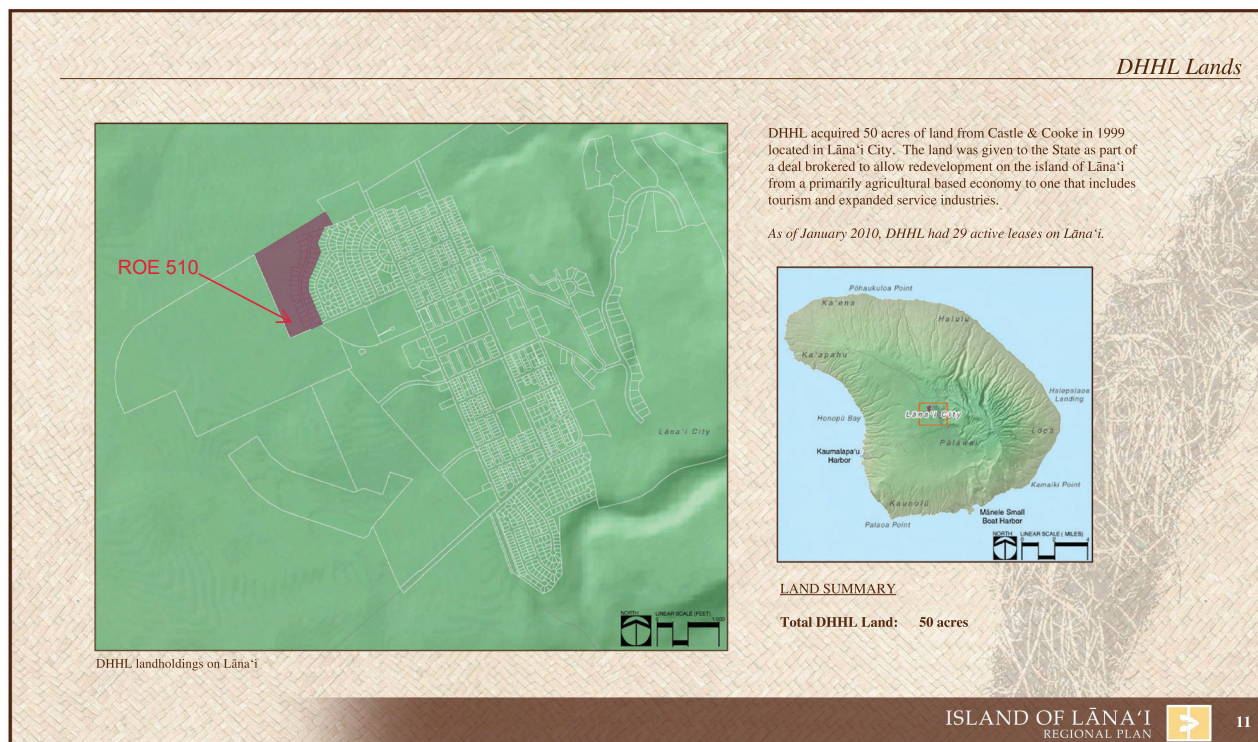 DHHL Lands
ROE 510
Lāna‘i City
NORTH
LINEAR SCALE (FEET)
DHHL landholdings on Lāna‘i
DHHL acquired 50 acres of land from Castle & Cooke in 1999
located in Lāna‘i City. The land was given to the State as part of
a deal brokered to allow redevelopment on the island of Lāna‘i
from a primarily agricultural based economy to one that includes
tourism and expanded service industries.
As of January 2010, DHHL had 29 active leases on Lāna‘i.
Pōhaukuloa Point
Ka‘ena
Halulu
Ka‘apahu
Halepalaoa
Landing
Lāna‘i City
Honopū Bay
Lōpā
Pālāwai
Kaumalapa‘u
Harbor
Kamaiki Point
Kaunolū
Mānele Small
Boat Harbor
Palaoa Point
NORTH
LINEAR SCALE ( MILES)
0 2 4
LAND SUMMARY
Total DHHL Land: 50 acres
ISLAND OF LĀNA‘I
REGIONAL PLAN
11